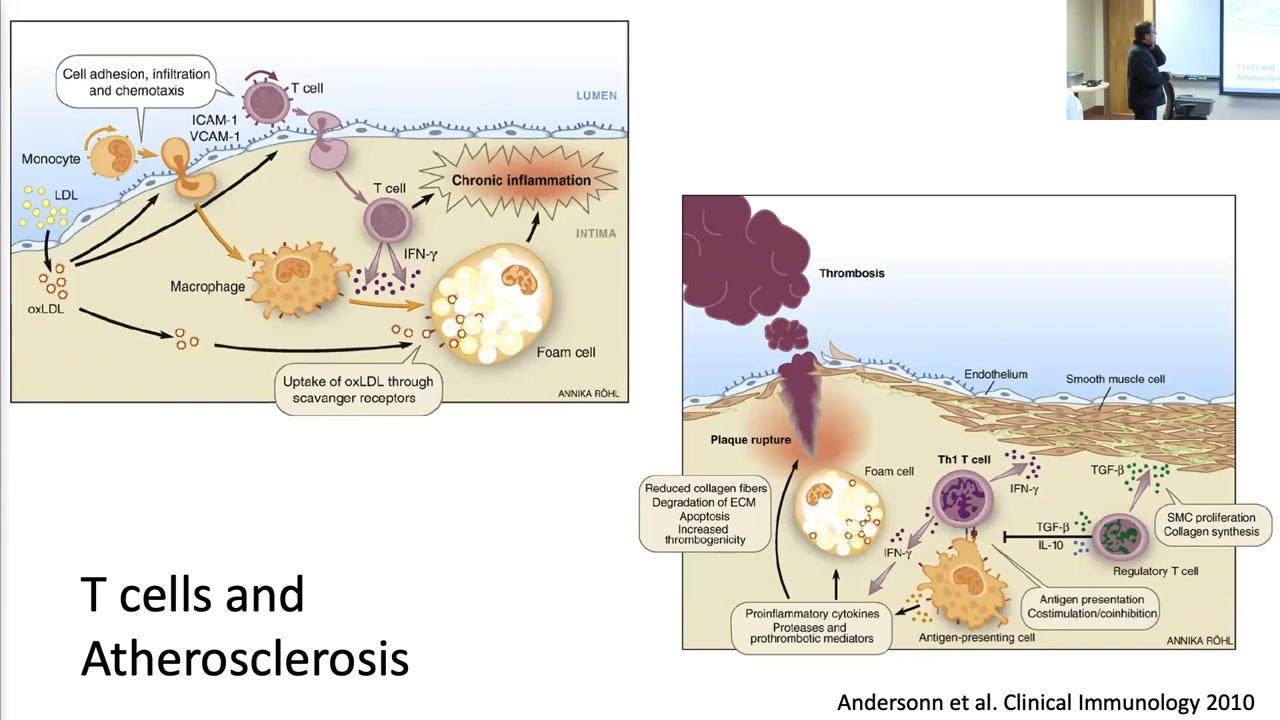 Cell adhesion, infiltration
and chemotaxis
T cell
LUMEN
ICAM-1
VCAM-1
Monocyte
LDL
T cell
Chronic inflammation
INTIMA
IFN-γ
Macrophage
oxLDL
Foam cell
Uptake of oxLDL through
scavanger receptors
ANNIKA RÖHL
T cells and
Atheroscler
Thrombosis
Endothelium
Smooth muscle cell
Plaque rupture
Foam cell
Th1 T cell
IFN-γ
TGF-β
Reduced collagen fibers
Degradation of ECM
Apoptosis
Increased
thrombogenicity
IFN-γ
TGF-β
IL-10
SMC proliferation
Collagen synthesis
Regulatory T cell
Antigen presentation
Costimulation/coinhibition
Proinflammatory cytokines
Proteases and
prothrombotic mediators
Antigen-presenting cell
ANNIKA RÖHL
T cells and
Atherosclerosis
Andersonn et al. Clinical Immunology 2010